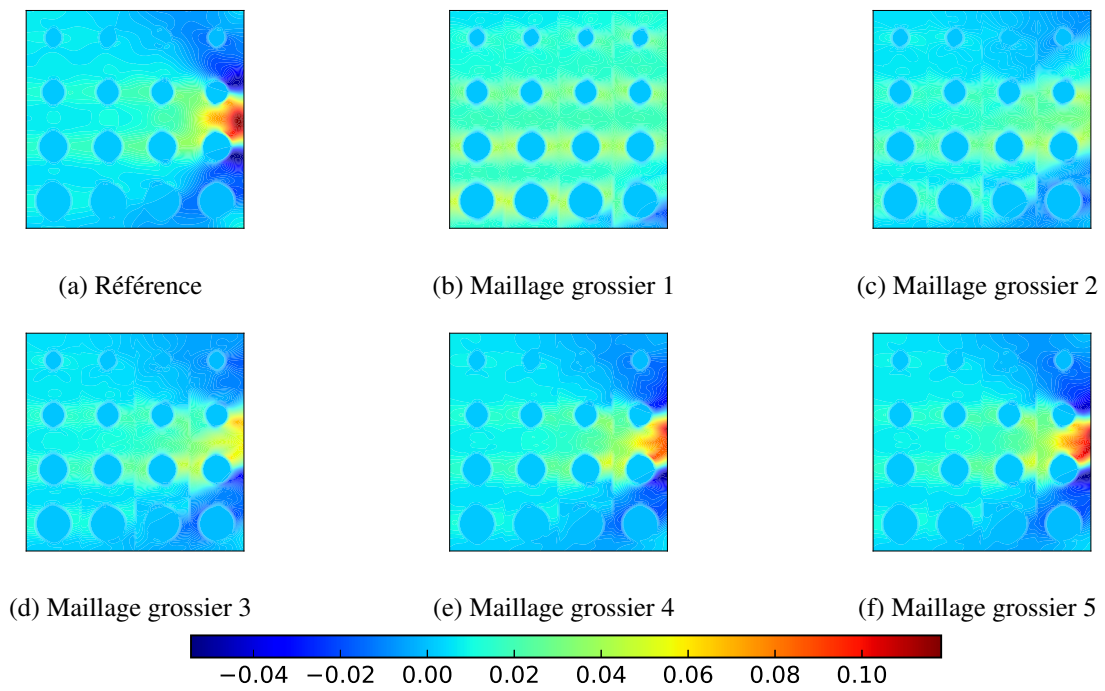 (a) Référence
(b) Maillage grossier 1
(c) Maillage grossier 2
(d) Maillage grossier 3
(e) Maillage grossier 4
(f) Maillage grossier 5
−0.04 −0.02 0.00 0.02 0.04 0.06 0.08 0.10